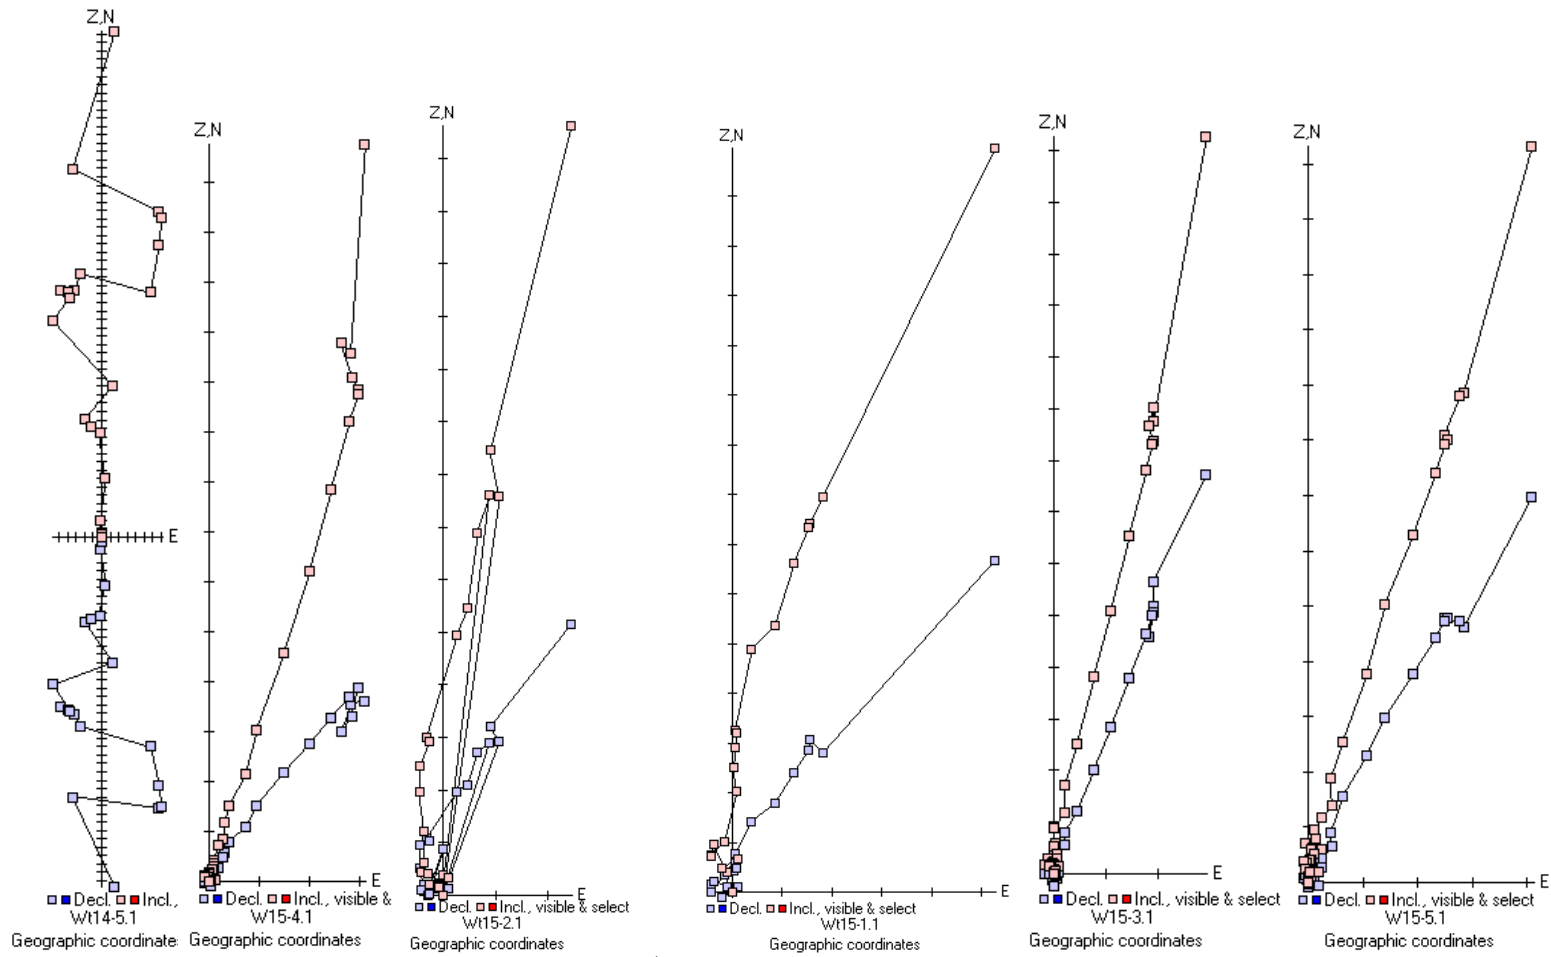 Z,N
E
Decl. Incl.,
Wt14-5.1
Geographic coordinate
Z,N
E
Decl. Incl., visible &
W15-4.1
Geographic coordinates
Z,N
E
Decl. Incl., visible & select
Wt15-2.1
Geographic coordinates
Z,N
E
Decl. Incl., visible & select
Wt15-1.1
Geographic coordinates
Z,N
E
Decl. Incl., visible & select
W15-3.1
Geographic coordinates
Z,N
E
Decl. Incl., visible & select
W15-5.1
Geographic coordinates